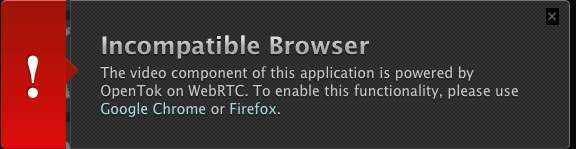 !
Incompatible Browser
The video component of this application is powered by
OpenTok on WebRTC. To enable this functionality, please use
Google Chrome or Firefox.